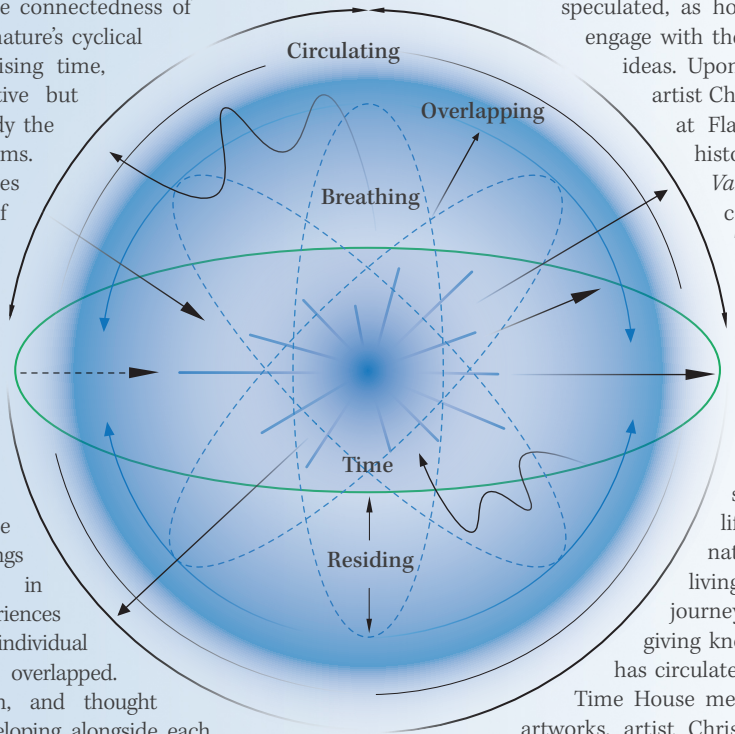 connectedness of
nature's cyclical
ising time,
tive but
dy the
ms.
es
f
speculated, as ho
engage with the
ideas. Upon
artist Ch
at Fla
histo
Va
c
Circulating
Overlapping
Breathing
Time
Residing
e
ngs
in
riences
individual
overlapped.
n, and thought
eloping alongside each
s
lif
nat
living
journey
giving kno
has circulate
Time House me
artworks, artist Chris